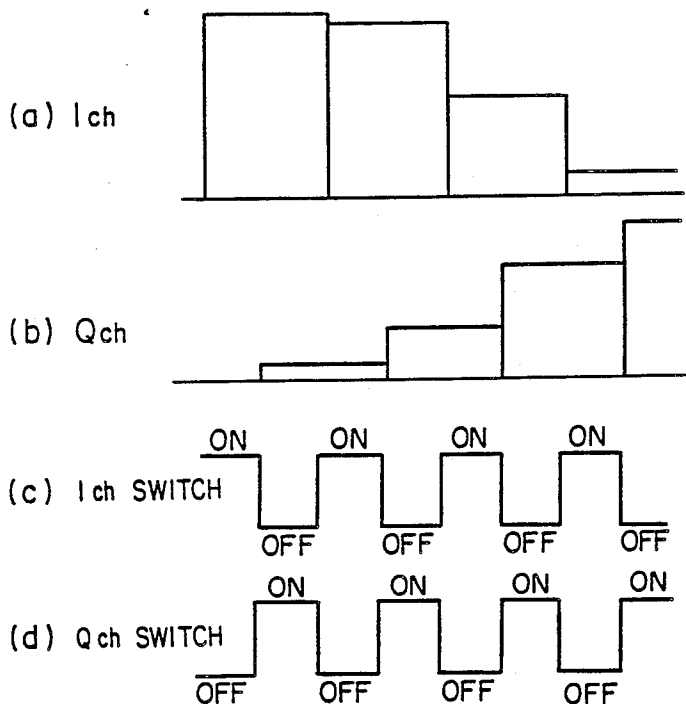 (a) Ich
(b) Qch
ON ON ON ON
(c) Ich SWITCH
OFF OFF OFF OFF
ON ON ON ON
(d) Qch SWITCH
OFF OFF OFF OFF